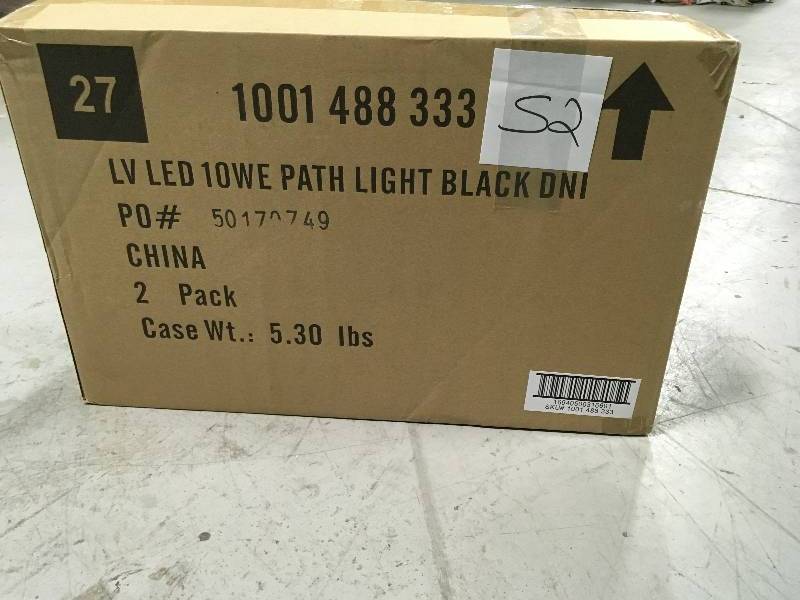 27
1001 488 333
S2
LV LED 10WE PATH LIGHT BLACK DNI
PO#
CHINA
2 Pack
Case Wt.: 5.30 lbs
SKU# 1001 488 333